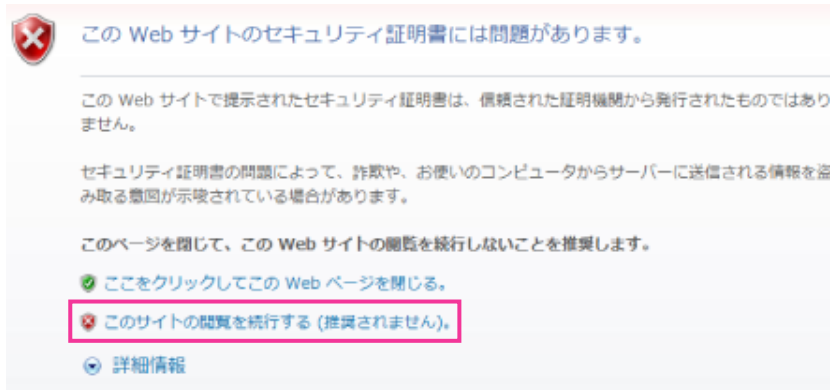 この Web サイトのセキュリティ証明書には問題があります。
この Web サイトで提示されたセキュリティ証明書は、信頼された証明機関から発行されたものではあり
ません。
セキュリティ証明書の問題によって、詐欺や、お使いのコンピュータからサーバーに送信される情報を盗
み取る意図が示唆されている場合があります。
このページを閉じて、この Web サイトの閲覧を続行しないことを推奨します。
ここをクリックしてこの Web ページを閉じる。
このサイトの閲覧を続行する (推奨されません)。
詳細情報